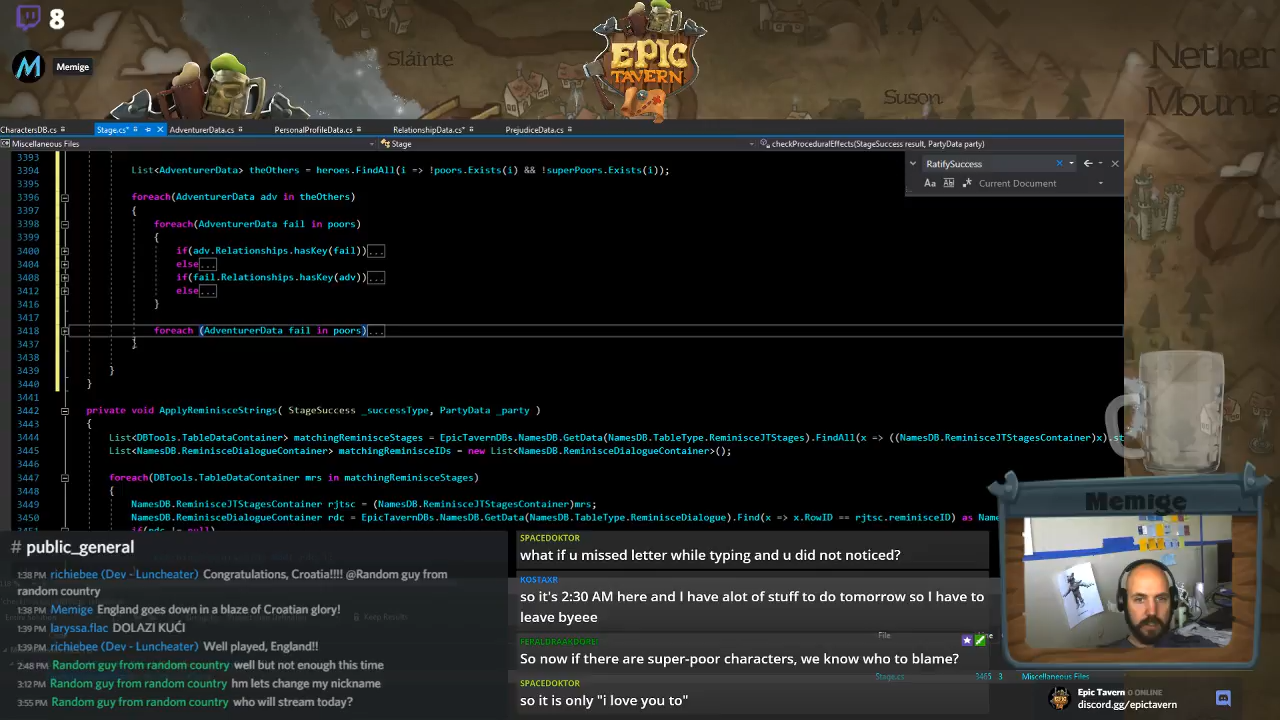 8
Memige
EPIC
TAVERN
Sláinte
Suson
Nether
Mounta
CharactersDB.cs
Stage.cs*
AdventurerData.cs
PersonalProfileData.cs
RelationshipData.cs*
PrejudiceData.cs
Miscellaneous Files
Stage
checkProceduralEffects(StageSuccess result, PartyData party)
RatifySuccess
Aa
Current Document
3393
3394 List<AdventurerData> theOthers = heroes.FindAll(i => !poors.Exists(i) && !superPoors.Exists(i));
3395
3396 foreach(AdventurerData adv in theOthers)
3397 {
3398 foreach(AdventurerData fail in poors)
3399 {
3400 if(adv.Relationships.hasKey(fail))...
3404 else...
3408 if(fail.Relationships.hasKey(adv))...
3412 else...
3416 }
3417
3418 foreach (AdventurerData fail in poors)...
3437 }
3438
3439 }
3440 }
3441
3442 private void ApplyReminisceStrings( StageSuccess _successType, PartyData _party )
3443 {
3444 List<DBTools.TableDataContainer> matchingReminisceStages = EpicTavernDBs.NamesDB.GetData(NamesDB.TableType.ReminisceJTStages).FindAll(x => ((NamesDB.ReminisceJTStagesContainer)x).st
3445 List<NamesDB.ReminisceDialogueContainer> matchingReminisceIDs = new List<NamesDB.ReminisceDialogueContainer>();
3446
3447 foreach(DBTools.TableDataContainer mrs in matchingReminisceStages)
3448 {
3449 NamesDB.ReminisceJTStagesContainer rjtsc = (NamesDB.ReminisceJTStagesContainer)mrs;
3450 NamesDB.ReminisceDialogueContainer rdc = EpicTavernDBs.NamesDB.GetData(NamesDB.TableType.ReminisceDialogue).Find(x => x.RowID == rjtsc.reminisceID) as Name
# public_general
1:38 PM richiebee (Dev - Luncheater) Congratulations, Croatia!!!! @Random guy from
random country
1:38 PM Memige England goes down in a blaze of Croatian glory!
1:39 PM laryssa.flac DOLAZI KUĆI
1:39 PM richiebee (Dev - Luncheater) Well played, England!!
2:48 PM Random guy from random country well but not enough this time
3:12 PM Random guy from random country hm lets change my nickname
3:55 PM Random guy from random country who will stream today?
SPACEDOKTOR
what if u missed letter while typing and u did not noticed?
KOSTAXR
so it's 2:30 AM here and I have alot of stuff to do tomorrow so I have to
leave byeee
FERALDRAAKDORE:
So now if there are super-poor characters, we know who to blame?
SPACEDOKTOR
so it is only "i love you to"
File
Stage.cs
3465 3
Miscellaneous Files
Memige
Epic Tavern 0 ONLINE
discord.gg/epictavern